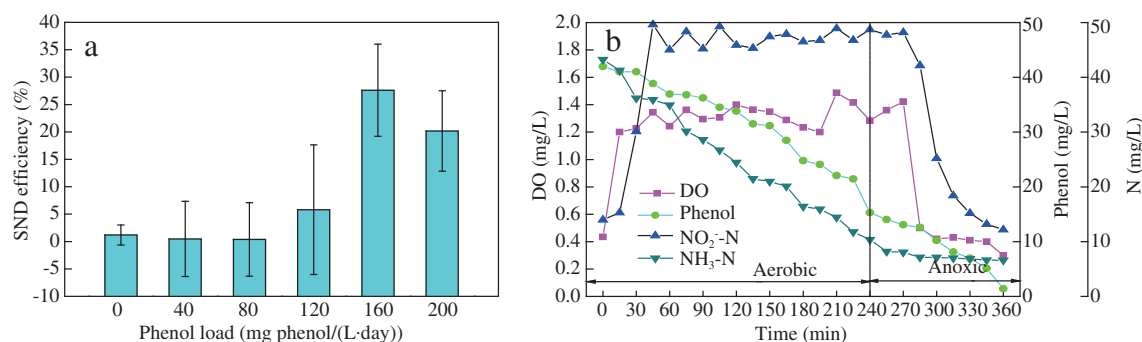 a
SND efficiency (%)
50
45
40
35
30
25
20
15
10
5
0
-5
-10
0 40 80 120 160 200
Phenol load (mg phenol/(L·day))
b
DO (mg/L)
2.0
1.8
1.6
1.4
1.2
1.0
0.8
0.6
0.4
0.2
0.0
DO
Phenol
NO₂⁻-N
NH₃-N
Aerobic
Anoxic
0 30 60 90 120 150 180 210 240 270 300 330 360
Time (min)
50
40
30
20
10
0
Phenol (mg/L)
50
40
30
20
10
0
N (mg/L)